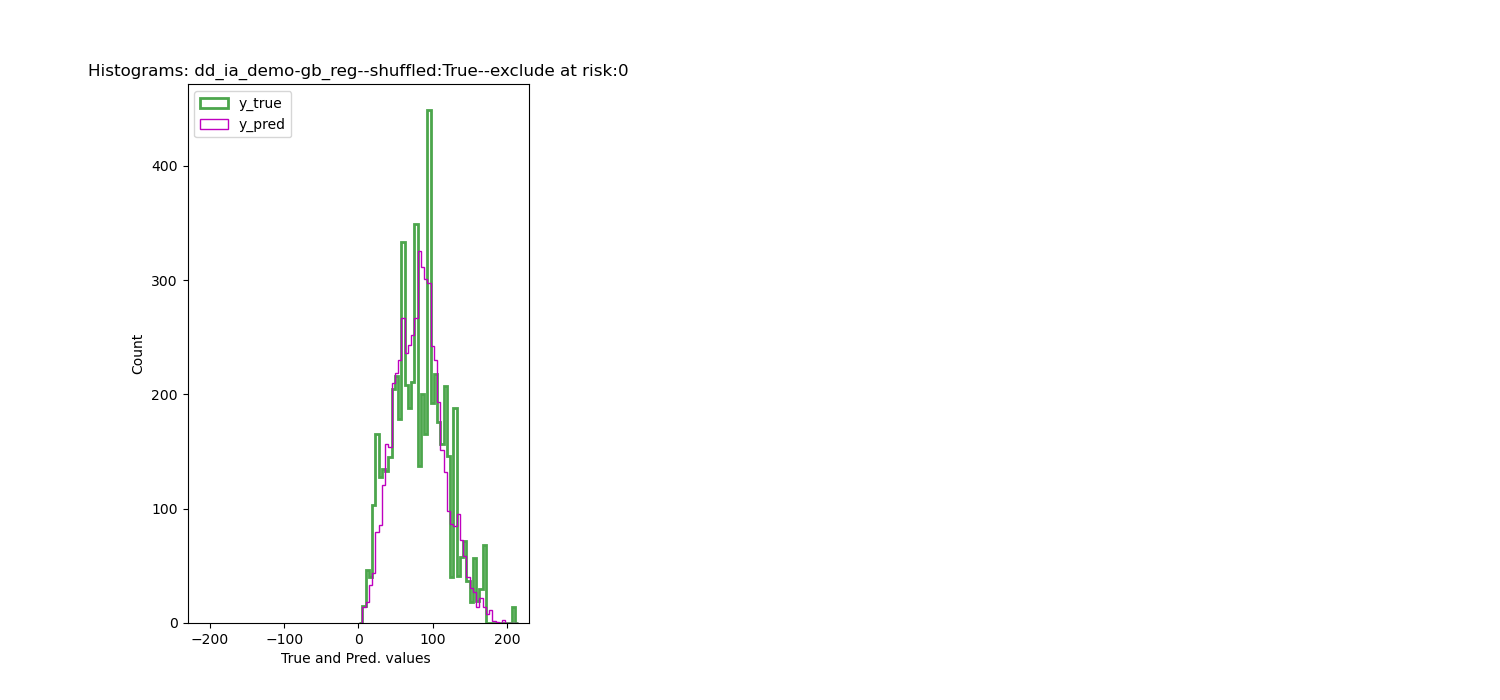 Histograms: dd_ia_demo-gb_reg--shuffled:True--exclude at risk:0
y_true
y_pred
400
300
200
100
0
Count
−200 −100 0 100 200
True and Pred. values